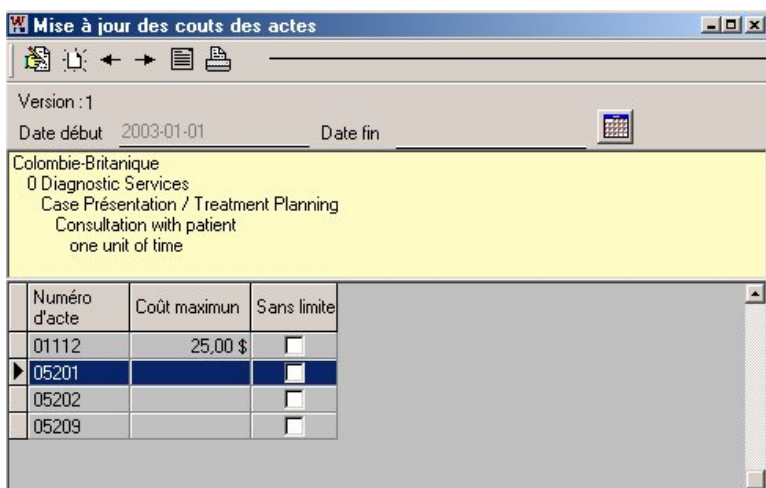 Mise à jour des couts des actes
Version : 1
Date début 2003-01-01 Date fin
Colombie-Britanique
0 Diagnostic Services
Case Présentation / Treatment Planning
Consultation with patient
one unit of time
Numéro d'acte Coût maximun Sans limite
01112 25,00 $
05201
05202
05209